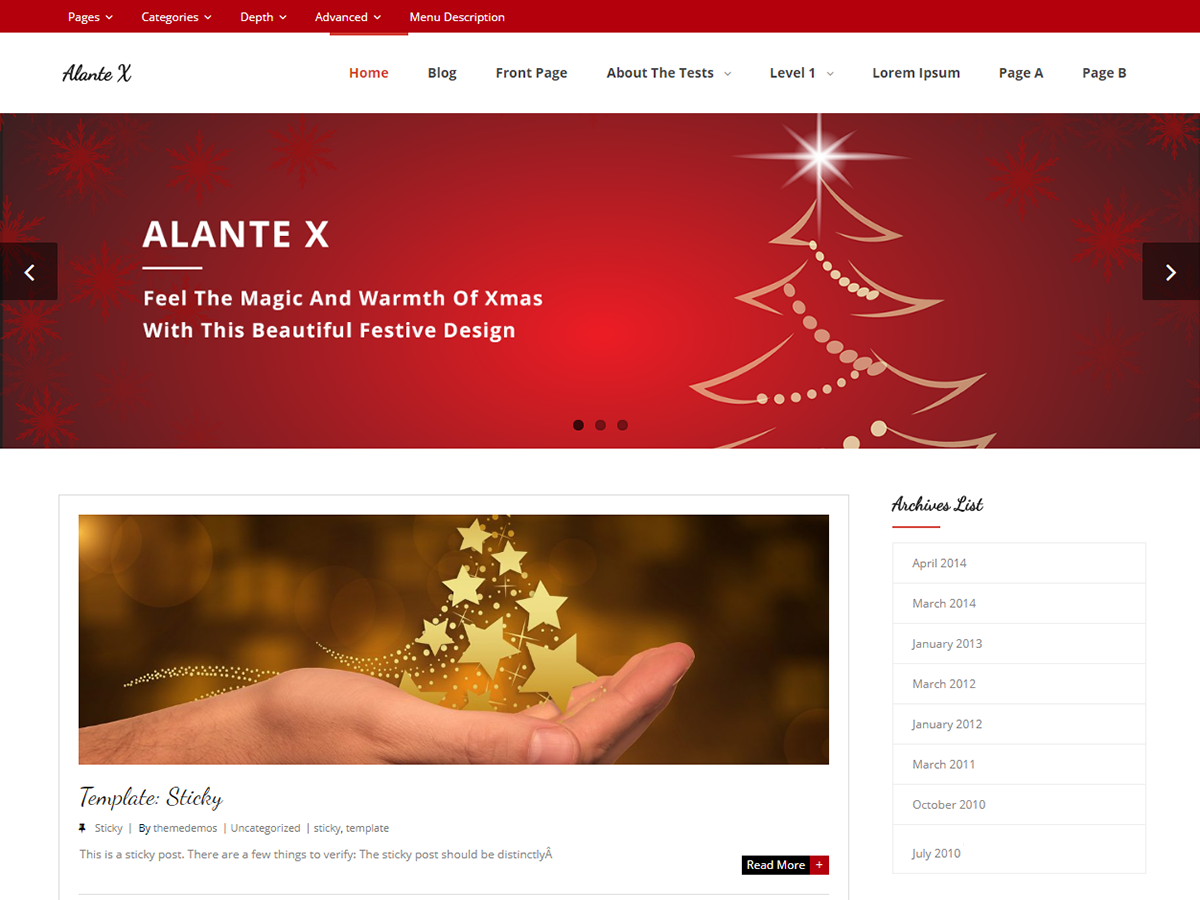 Pages Categories Depth Advanced Menu Description
Alante X
Home Blog Front Page About The Tests Level 1 Lorem Ipsum Page A Page B
ALANTE X
Feel The Magic And Warmth Of Xmas
With This Beautiful Festive Design
Archives List
April 2014
March 2014
January 2013
March 2012
January 2012
March 2011
October 2010
July 2010
Template: Sticky
Sticky | By themedemos | Uncategorized | sticky, template
This is a sticky post. There are a few things to verify: The sticky post should be distinctlyÂ
Read More +